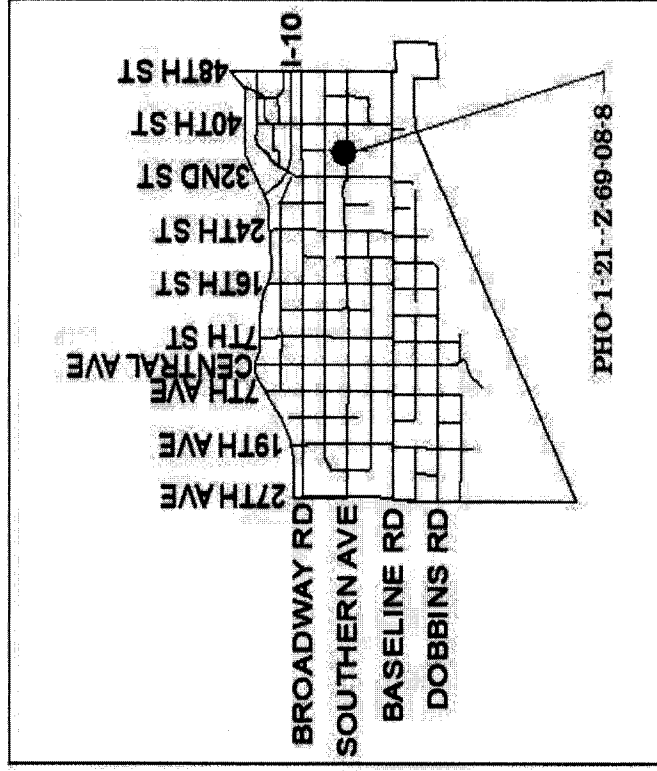 48TH ST
40TH ST
32ND ST
24TH ST
16TH ST
7TH ST
CENTRAL AVE
7TH AVE
19TH AVE
27TH AVE
I-10
BROADWAY RD
SOUTHERN AVE
BASELINE RD
DOBBINS RD
PHO-1-21--Z-69-08-8